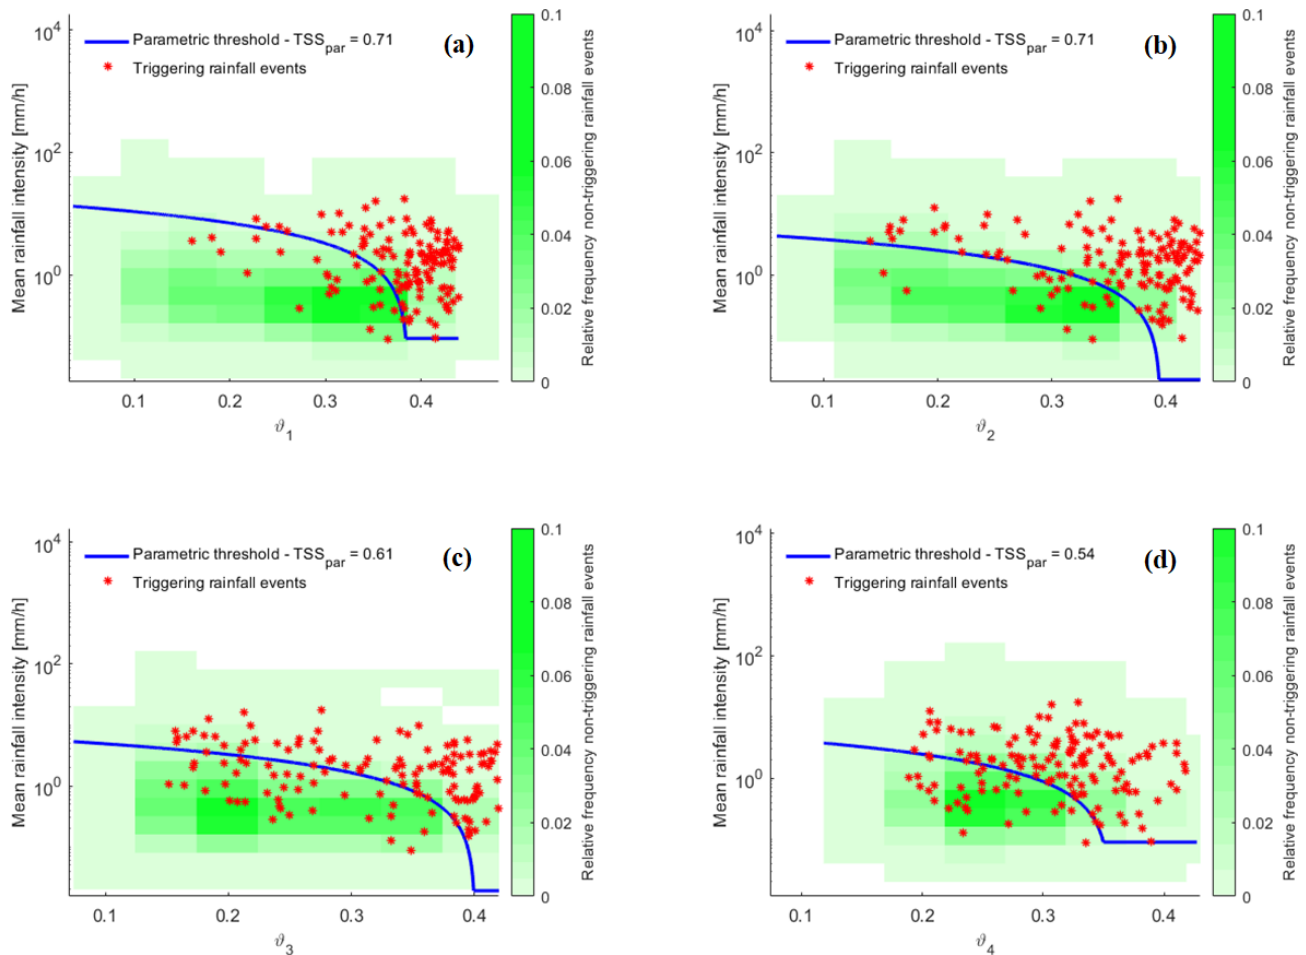 10^4
10^2
10^0
Mean rainfall intensity [mm/h]
Parametric threshold - TSS_par = 0.71
Triggering rainfall events
(a)
0.1
0.2
0.3
0.4
ϑ_1
0.1
0.08
0.06
0.04
0.02
0
Relative frequency non-triggering rainfall events
10^4
10^2
10^0
Mean rainfall intensity [mm/h]
Parametric threshold - TSS_par = 0.71
Triggering rainfall events
(b)
0.1
0.2
0.3
0.4
ϑ_2
0.1
0.08
0.06
0.04
0.02
0
Relative frequency non-triggering rainfall events
10^4
10^2
10^0
Mean rainfall intensity [mm/h]
Parametric threshold - TSS_par = 0.61
Triggering rainfall events
(c)
0.1
0.2
0.3
0.4
ϑ_3
0.1
0.08
0.06
0.04
0.02
0
Relative frequency non-triggering rainfall events
10^4
10^2
10^0
Mean rainfall intensity [mm/h]
Parametric threshold - TSS_par = 0.54
Triggering rainfall events
(d)
0.1
0.2
0.3
0.4
ϑ_4
0.1
0.08
0.06
0.04
0.02
0
Relative frequency non-triggering rainfall events